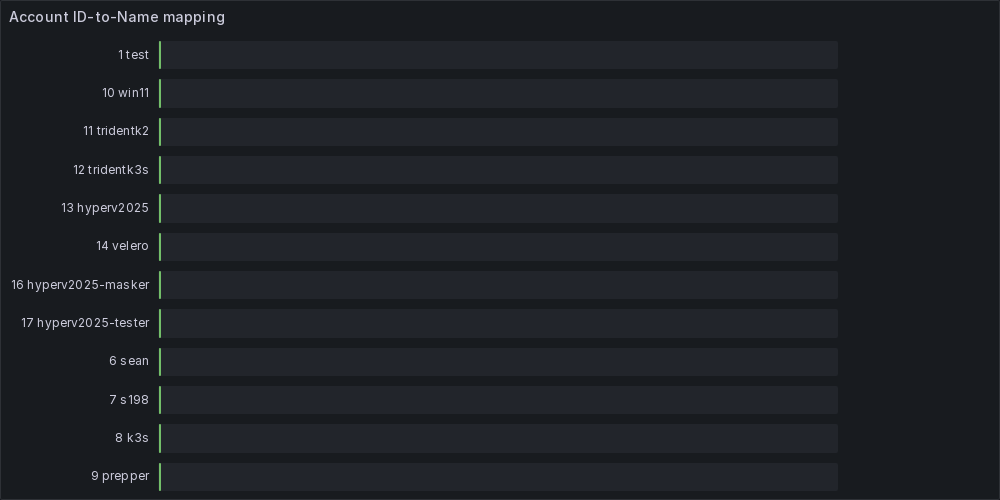 Account ID-to-Name mapping
1 test
10 win11
11 tridentk2
12 tridentk3s
13 hyperv2025
14 velero
16 hyperv2025-masker
17 hyperv2025-tester
6 sean
7 s198
8 k3s
9 prepper